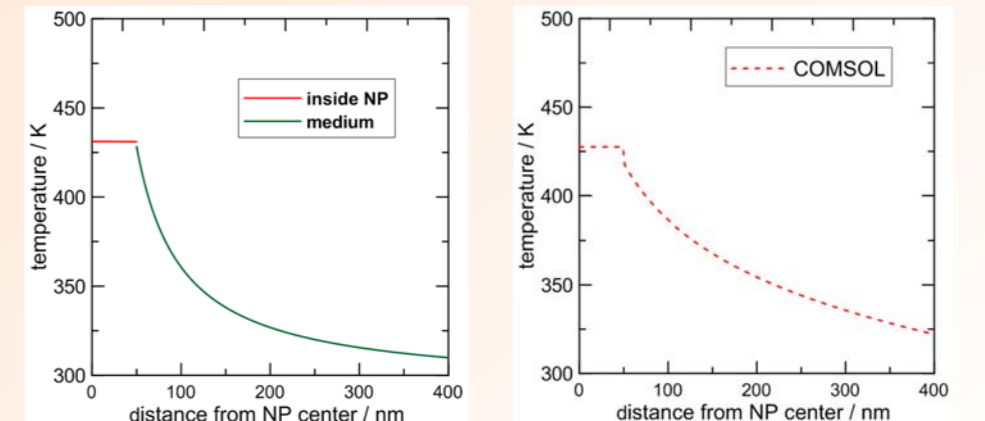 500
450
400
350
300
temperature / K
inside NP
medium
0 100 200 300 400
distance from NP center / nm
500
450
400
350
300
temperature / K
COMSOL
0 100 200 300 400
distance from NP center / nm